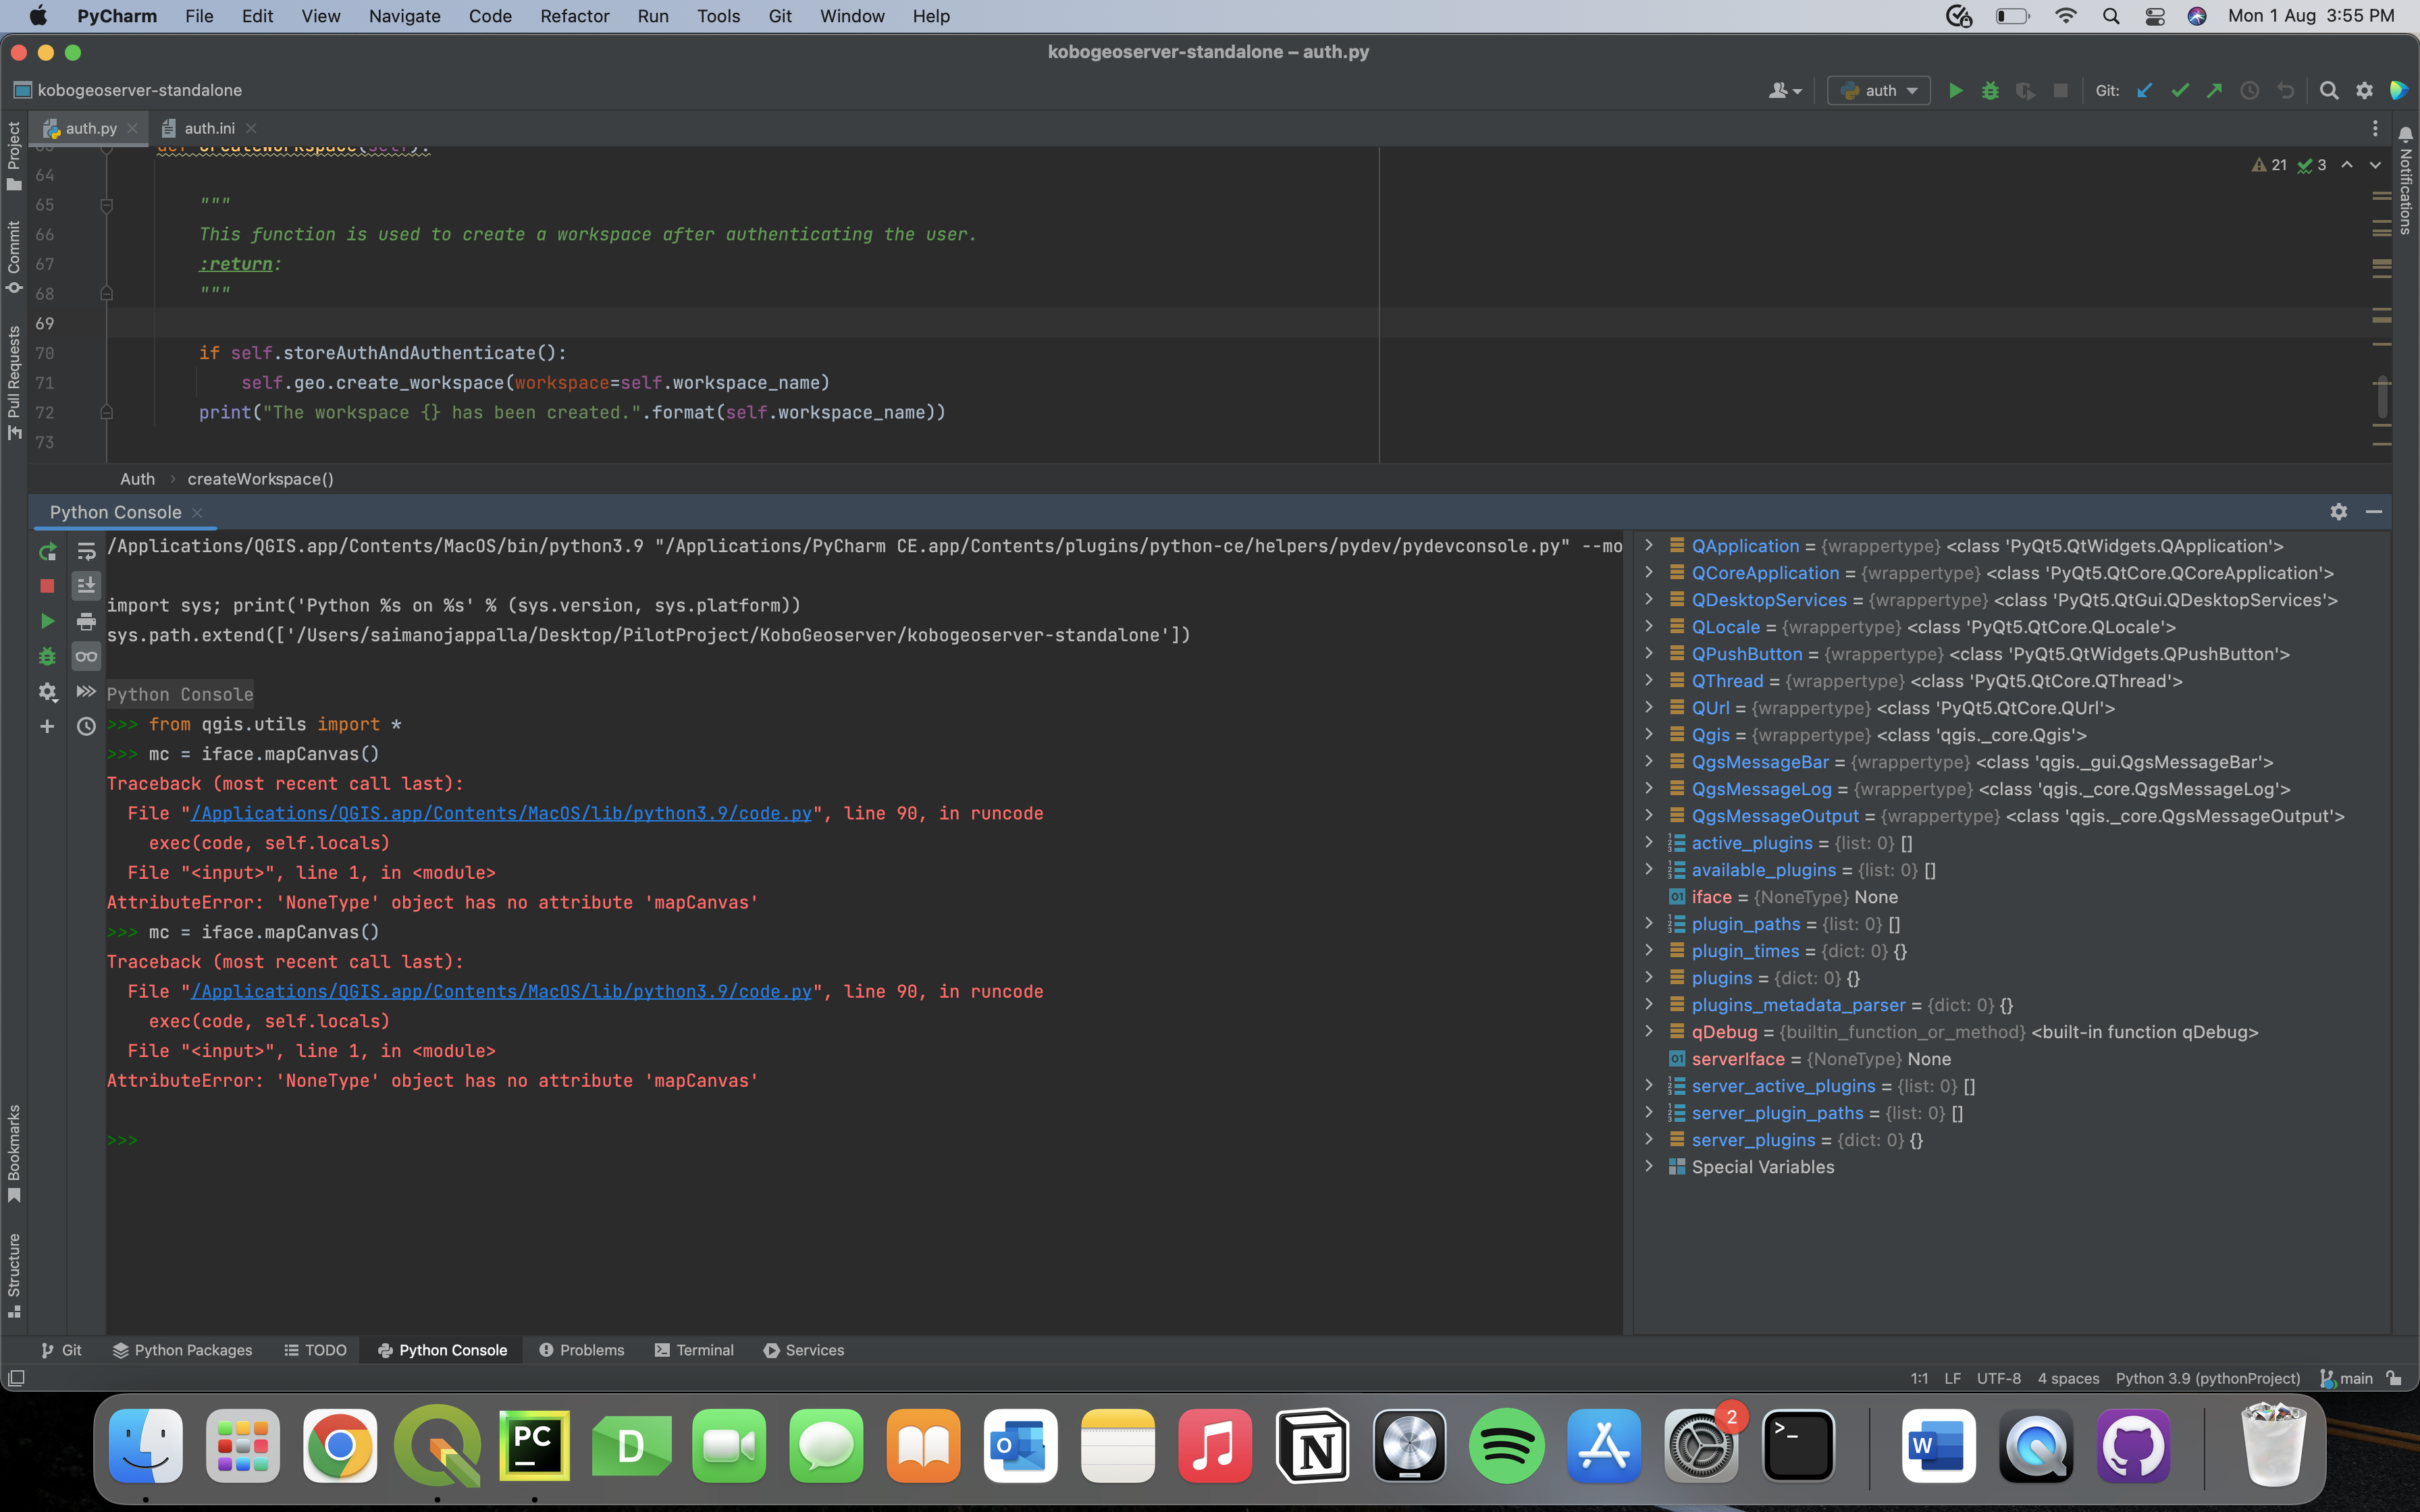 PyCharm File Edit View Navigate Code Refactor Run Tools Git Window Help Mon 1 Aug 3:55 PM
kobogeoserver-standalone – auth.py
kobogeoserver-standalone auth Git:
auth.py auth.ini
Project
Commit
Pull Requests
Bookmarks
Structure
Notifications
63 def createWorkspace(self):
64
65 """
66 This function is used to create a workspace after authenticating the user.
67 :return:
68 """
69
70 if self.storeAuthAndAuthenticate():
71 self.geo.create_workspace(workspace=self.workspace_name)
72 print("The workspace {} has been created.".format(self.workspace_name))
73
21 3
Auth › createWorkspace()
Python Console
/Applications/QGIS.app/Contents/MacOS/bin/python3.9 "/Applications/PyCharm CE.app/Contents/plugins/python-ce/helpers/pydev/pydevconsole.py" --mo
import sys; print('Python %s on %s' % (sys.version, sys.platform))
sys.path.extend(['/Users/saimanojappalla/Desktop/PilotProject/KoboGeoserver/kobogeoserver-standalone'])
Python Console
>>> from qgis.utils import *
>>> mc = iface.mapCanvas()
Traceback (most recent call last):
File "/Applications/QGIS.app/Contents/MacOS/lib/python3.9/code.py", line 90, in runcode
exec(code, self.locals)
File "<input>", line 1, in <module>
AttributeError: 'NoneType' object has no attribute 'mapCanvas'
>>> mc = iface.mapCanvas()
Traceback (most recent call last):
File "/Applications/QGIS.app/Contents/MacOS/lib/python3.9/code.py", line 90, in runcode
exec(code, self.locals)
File "<input>", line 1, in <module>
AttributeError: 'NoneType' object has no attribute 'mapCanvas'
>>>
QApplication = {wrappertype} <class 'PyQt5.QtWidgets.QApplication'>
QCoreApplication = {wrappertype} <class 'PyQt5.QtCore.QCoreApplication'>
QDesktopServices = {wrappertype} <class 'PyQt5.QtGui.QDesktopServices'>
QLocale = {wrappertype} <class 'PyQt5.QtCore.QLocale'>
QPushButton = {wrappertype} <class 'PyQt5.QtWidgets.QPushButton'>
QThread = {wrappertype} <class 'PyQt5.QtCore.QThread'>
QUrl = {wrappertype} <class 'PyQt5.QtCore.QUrl'>
Qgis = {wrappertype} <class 'qgis._core.Qgis'>
QgsMessageBar = {wrappertype} <class 'qgis._gui.QgsMessageBar'>
QgsMessageLog = {wrappertype} <class 'qgis._core.QgsMessageLog'>
QgsMessageOutput = {wrappertype} <class 'qgis._core.QgsMessageOutput'>
active_plugins = {list: 0} []
available_plugins = {list: 0} []
iface = {NoneType} None
plugin_paths = {list: 0} []
plugin_times = {dict: 0} {}
plugins = {dict: 0} {}
plugins_metadata_parser = {dict: 0} {}
qDebug = {builtin_function_or_method} <built-in function qDebug>
serverIface = {NoneType} None
server_active_plugins = {list: 0} []
server_plugin_paths = {list: 0} []
server_plugins = {dict: 0} {}
Special Variables
Git Python Packages TODO Python Console Problems Terminal Services
1:1 LF UTF-8 4 spaces Python 3.9 (pythonProject) main
PC D O N 2 >_ W